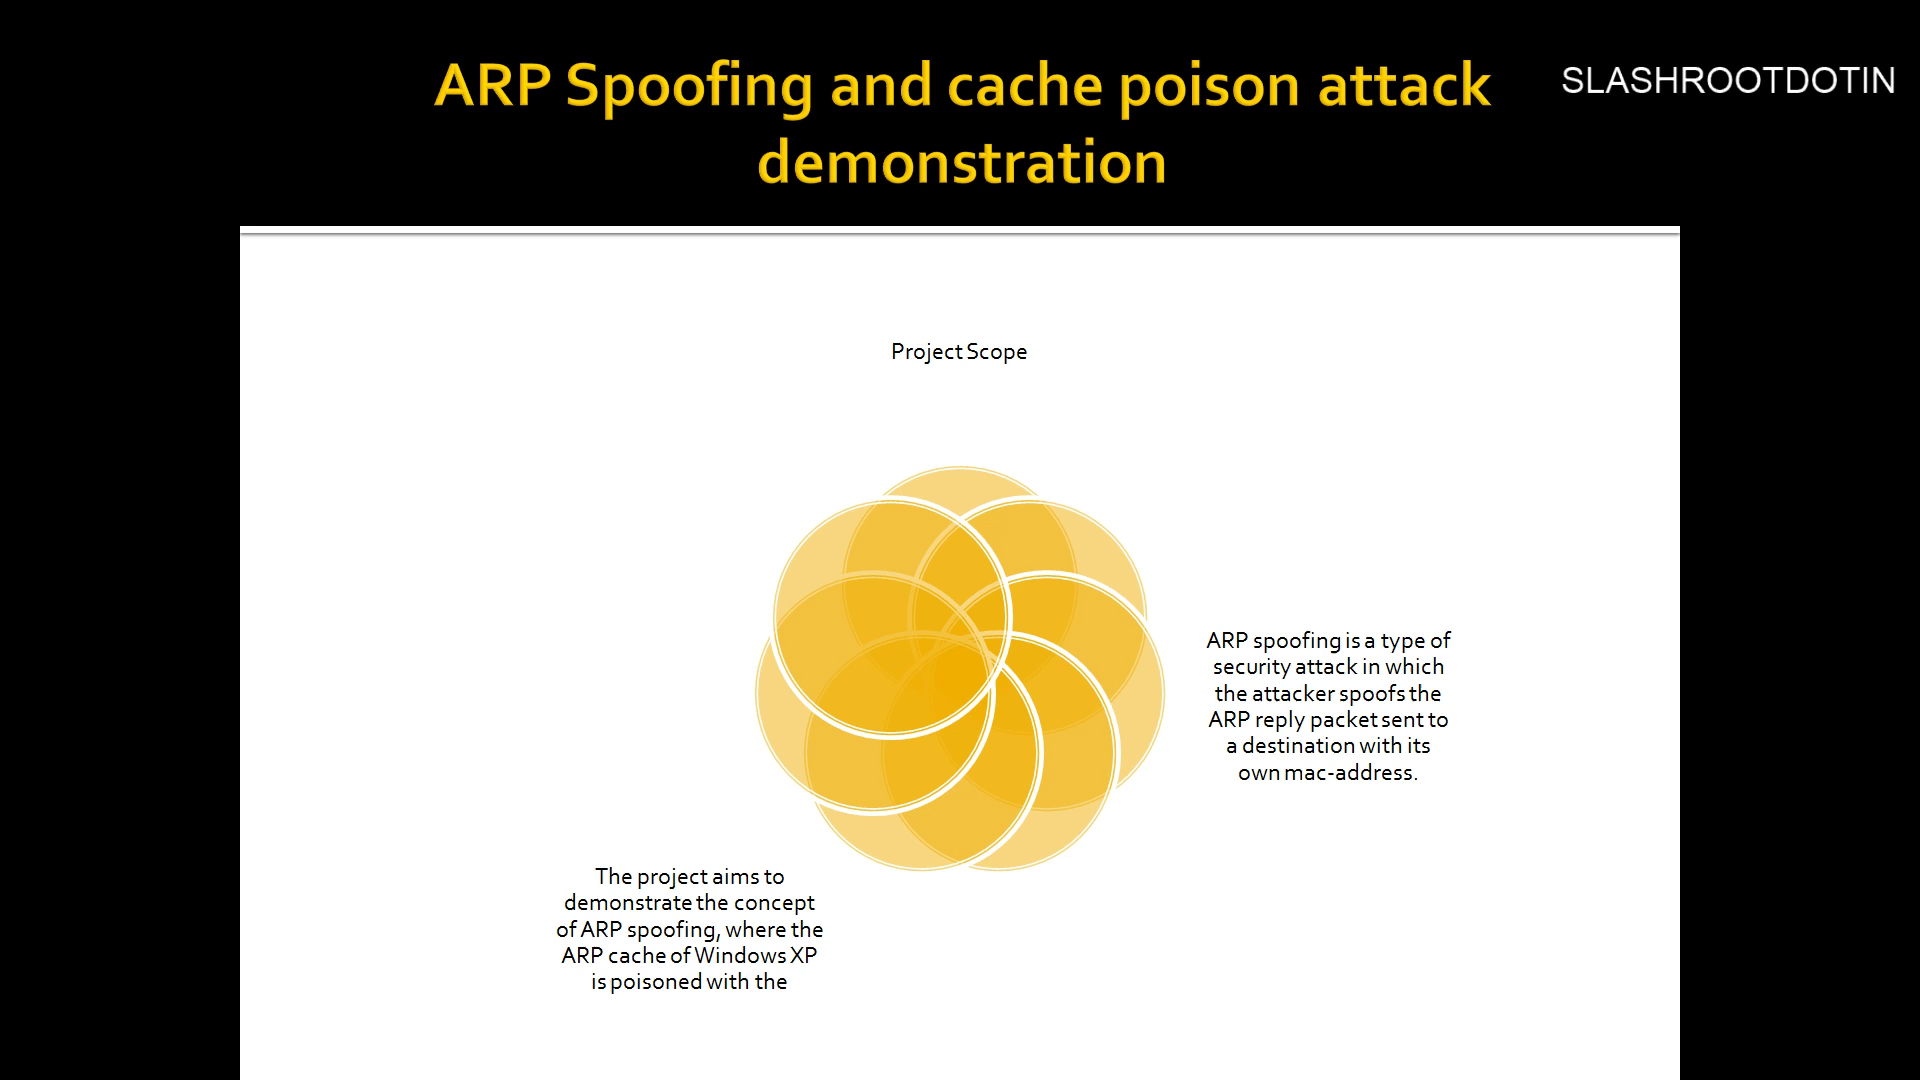 ARP Spoofing and cache poison attack
demonstration
SLASHROOTDOTIN
Project Scope
ARP spoofing is a type of
security attack in which
the attacker spoofs the
ARP reply packet sent to
a destination with its
own mac-address.
The project aims to
demonstrate the concept
of ARP spoofing, where the
ARP cache of Windows XP
is poisoned with the